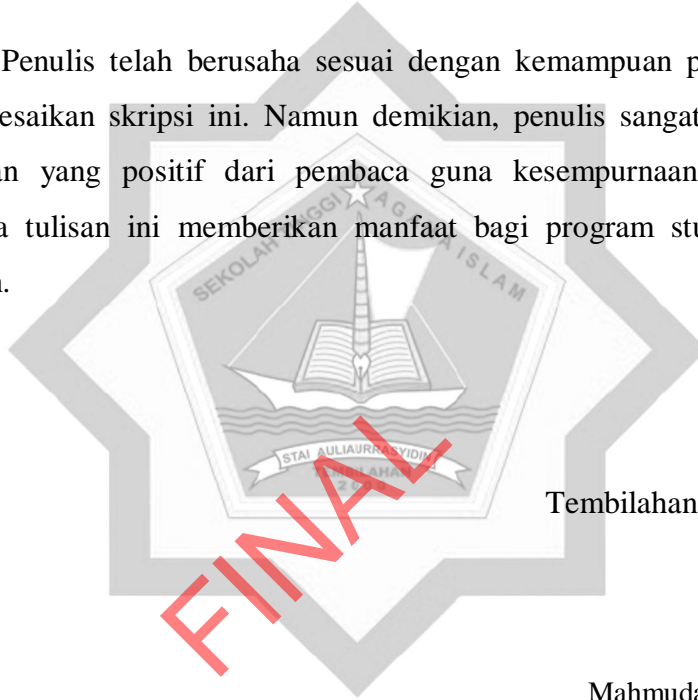 Penulis telah berusaha sesuai dengan kemampuan p
esaikan skripsi ini. Namun demikian, penulis sangat
n yang positif dari pembaca guna kesempurnaan
a tulisan ini memberikan manfaat bagi program stu
.
SEKOLAH TINGGI AGAMA ISLAM
STAI AULIAURRASYIDIN
TEMBILAHAN
2000
FINAL
Tembilahan
Mahmuda